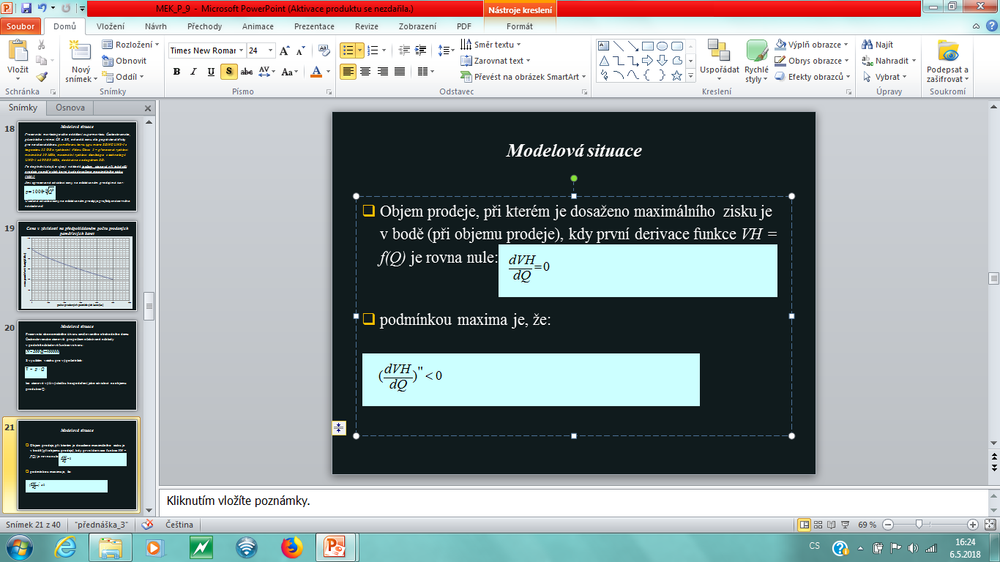 MEK_P_9 - Microsoft PowerPoint (Aktivace produktu se nezdařila.)
Nástroje kreslení
Soubor Domů Vložení Návrh Přechody Animace Prezentace Revize Zobrazení PDF Formát
Vložit
Schránka
Nový snímek
Rozložení
Obnovit
Oddíl
Snímky
Times New Roman 24
B I U S abc AV Aa A
Písmo
Směr textu
Zarovnat text
Převést na obrázek SmartArt
Odstavec
Uspořádat
Rychlé styly
Výplň obrazce
Obrys obrazce
Efekty obrazců
Kreslení
Najít
Nahradit
Vybrat
Úpravy
Podepsat a zašifrovat
Soukromí
Snímky Osnova
18
Modelová situace
19
Cena v závislosti na předpokládaném počtu prodaných
paměťových karet
20
Modelová situace
21
Modelová situace
Objem prodeje, při kterém je dosaženo maximálního zisku je
v bodě (při objemu prodeje), kdy první derivace funkce VH =
f(Q) je rovna nule:
podmínkou maxima je, že:
Modelová situace
Objem prodeje, při kterém je dosaženo maximálního zisku je
v bodě (při objemu prodeje), kdy první derivace funkce VH =
f(Q) je rovna nule:
dVH/dQ=0
podmínkou maxima je, že:
(dVH/dQ)"<0
Kliknutím vložíte poznámky.
Snímek 21 z 40 "přednáška_3" Čeština 69 %
CS 16:24
6.5.2018